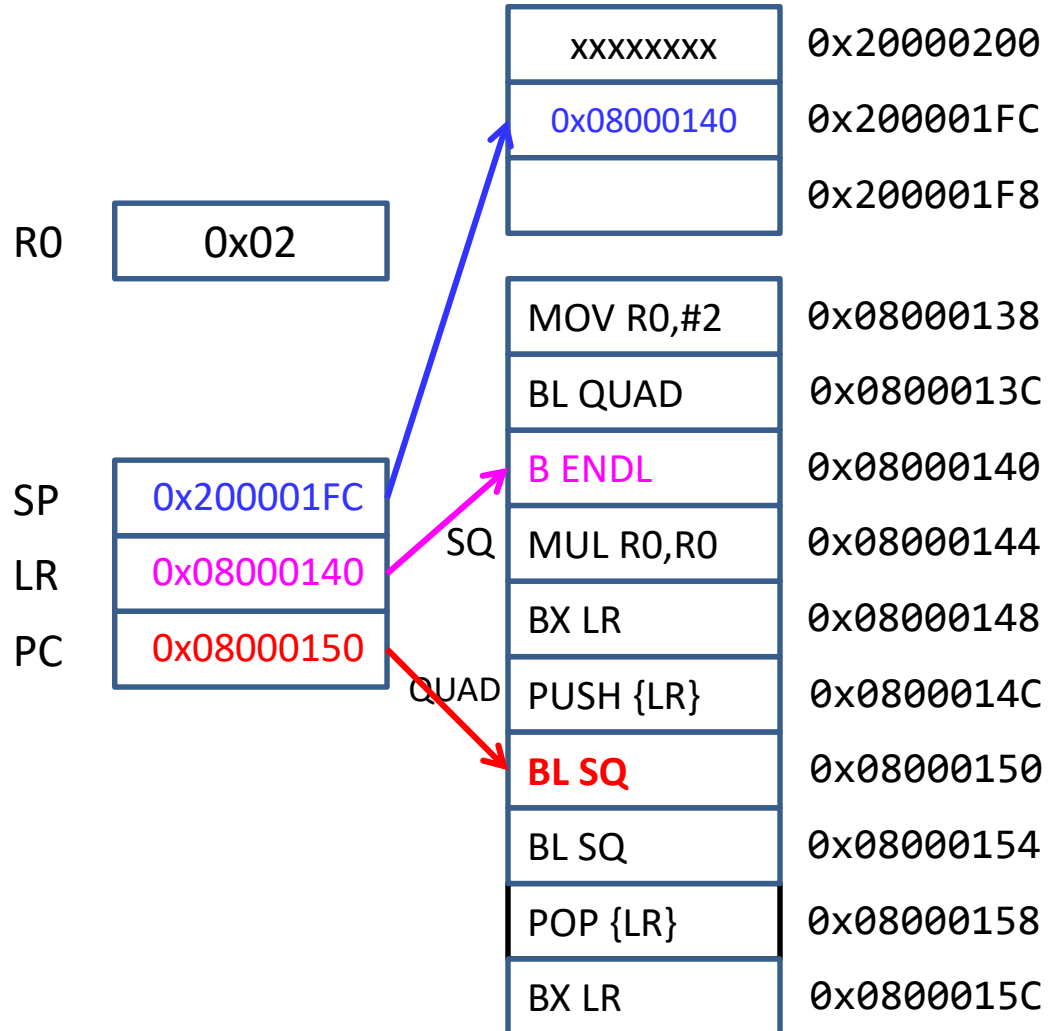 xxxxxxxx 0x20000200
0x08000140 0x200001FC
0x200001F8
R0 0x02
MOV R0,#2 0x08000138
BL QUAD 0x0800013C
SP 0x200001FC B ENDL 0x08000140
LR 0x08000140 SQ MUL R0,R0 0x08000144
PC 0x08000150 BX LR 0x08000148
QUAD PUSH {LR} 0x0800014C
BL SQ 0x08000150
BL SQ 0x08000154
POP {LR} 0x08000158
BX LR 0x0800015C